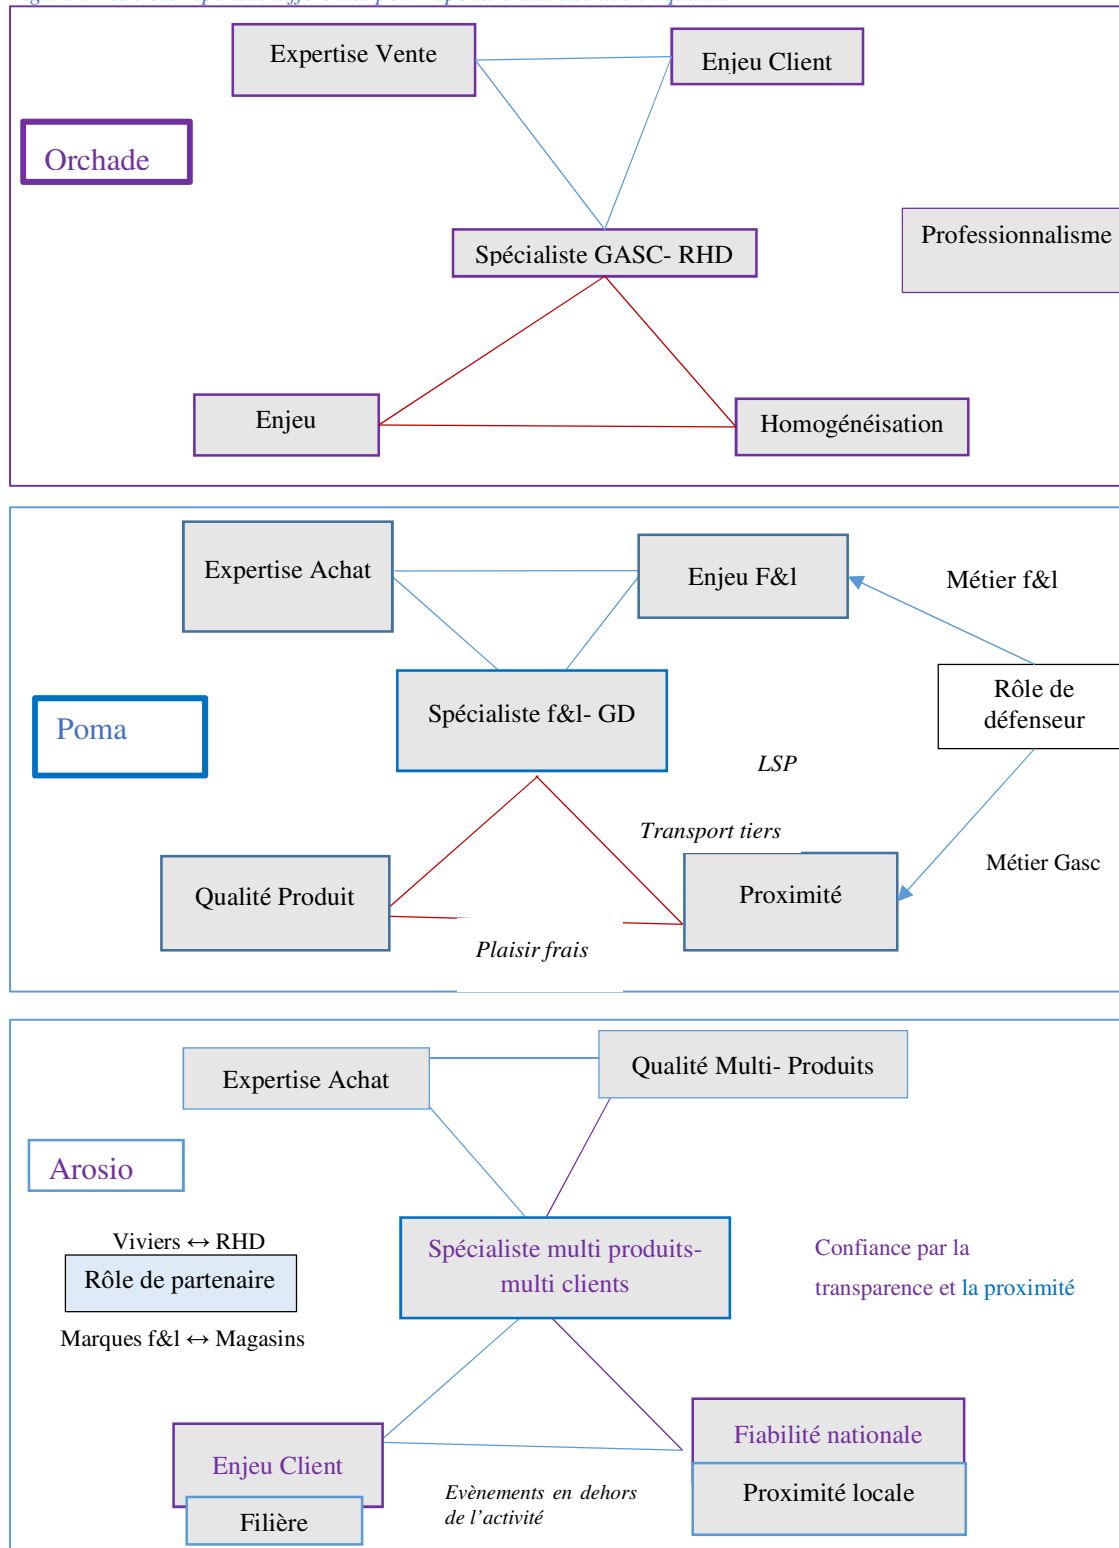 Expertise Vente
Enjeu Client
Orchade
Professionnalisme
Spécialiste GASC- RHD
Enjeu
Homogénéisation
Expertise Achat
Enjeu F&l
Métier f&l
Poma
Spécialiste f&l- GD
Rôle de
défenseur
LSP
Transport tiers
Métier Gasc
Qualité Produit
Proximité
Plaisir frais
Expertise Achat
Qualité Multi- Produits
Arosio
Viviers ↔ RHD
Rôle de partenaire
Marques f&l ↔ Magasins
Spécialiste multi produits-
multi clients
Confiance par la
transparence et la proximité
Enjeu Client
Filière
Evènements en dehors
de l’activité
Fiabilité nationale
Proximité locale